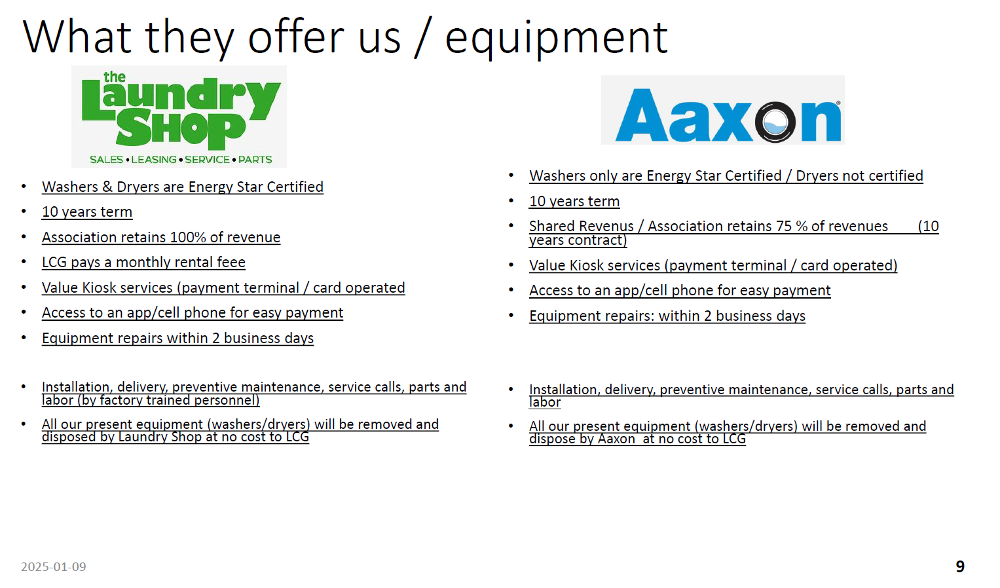 What they offer us / equipment
the
Laundry
SHOP
SALES • LEASING • SERVICE • PARTS
• Washers & Dryers are Energy Star Certified
• 10 years term
• Association retains 100% of revenue
• LCG pays a monthly rental feee
• Value Kiosk services (payment terminal / card operated
• Access to an app/cell phone for easy payment
• Equipment repairs within 2 business days
• Installation, delivery, preventive maintenance, service calls, parts and
labor (by factory trained personnel)
• All our present equipment (washers/dryers) will be removed and
disposed by Laundry Shop at no cost to LCG
Aaxon®
• Washers only are Energy Star Certified / Dryers not certified
• 10 years term
• Shared Revenus / Association retains 75 % of revenues (10
years contract)
• Value Kiosk services (payment terminal / card operated)
• Access to an app/cell phone for easy payment
• Equipment repairs: within 2 business days
• Installation, delivery, preventive maintenance, service calls, parts and
labor
• All our present equipment (washers/dryers) will be removed and
dispose by Aaxon at no cost to LCG
2025-01-09
9